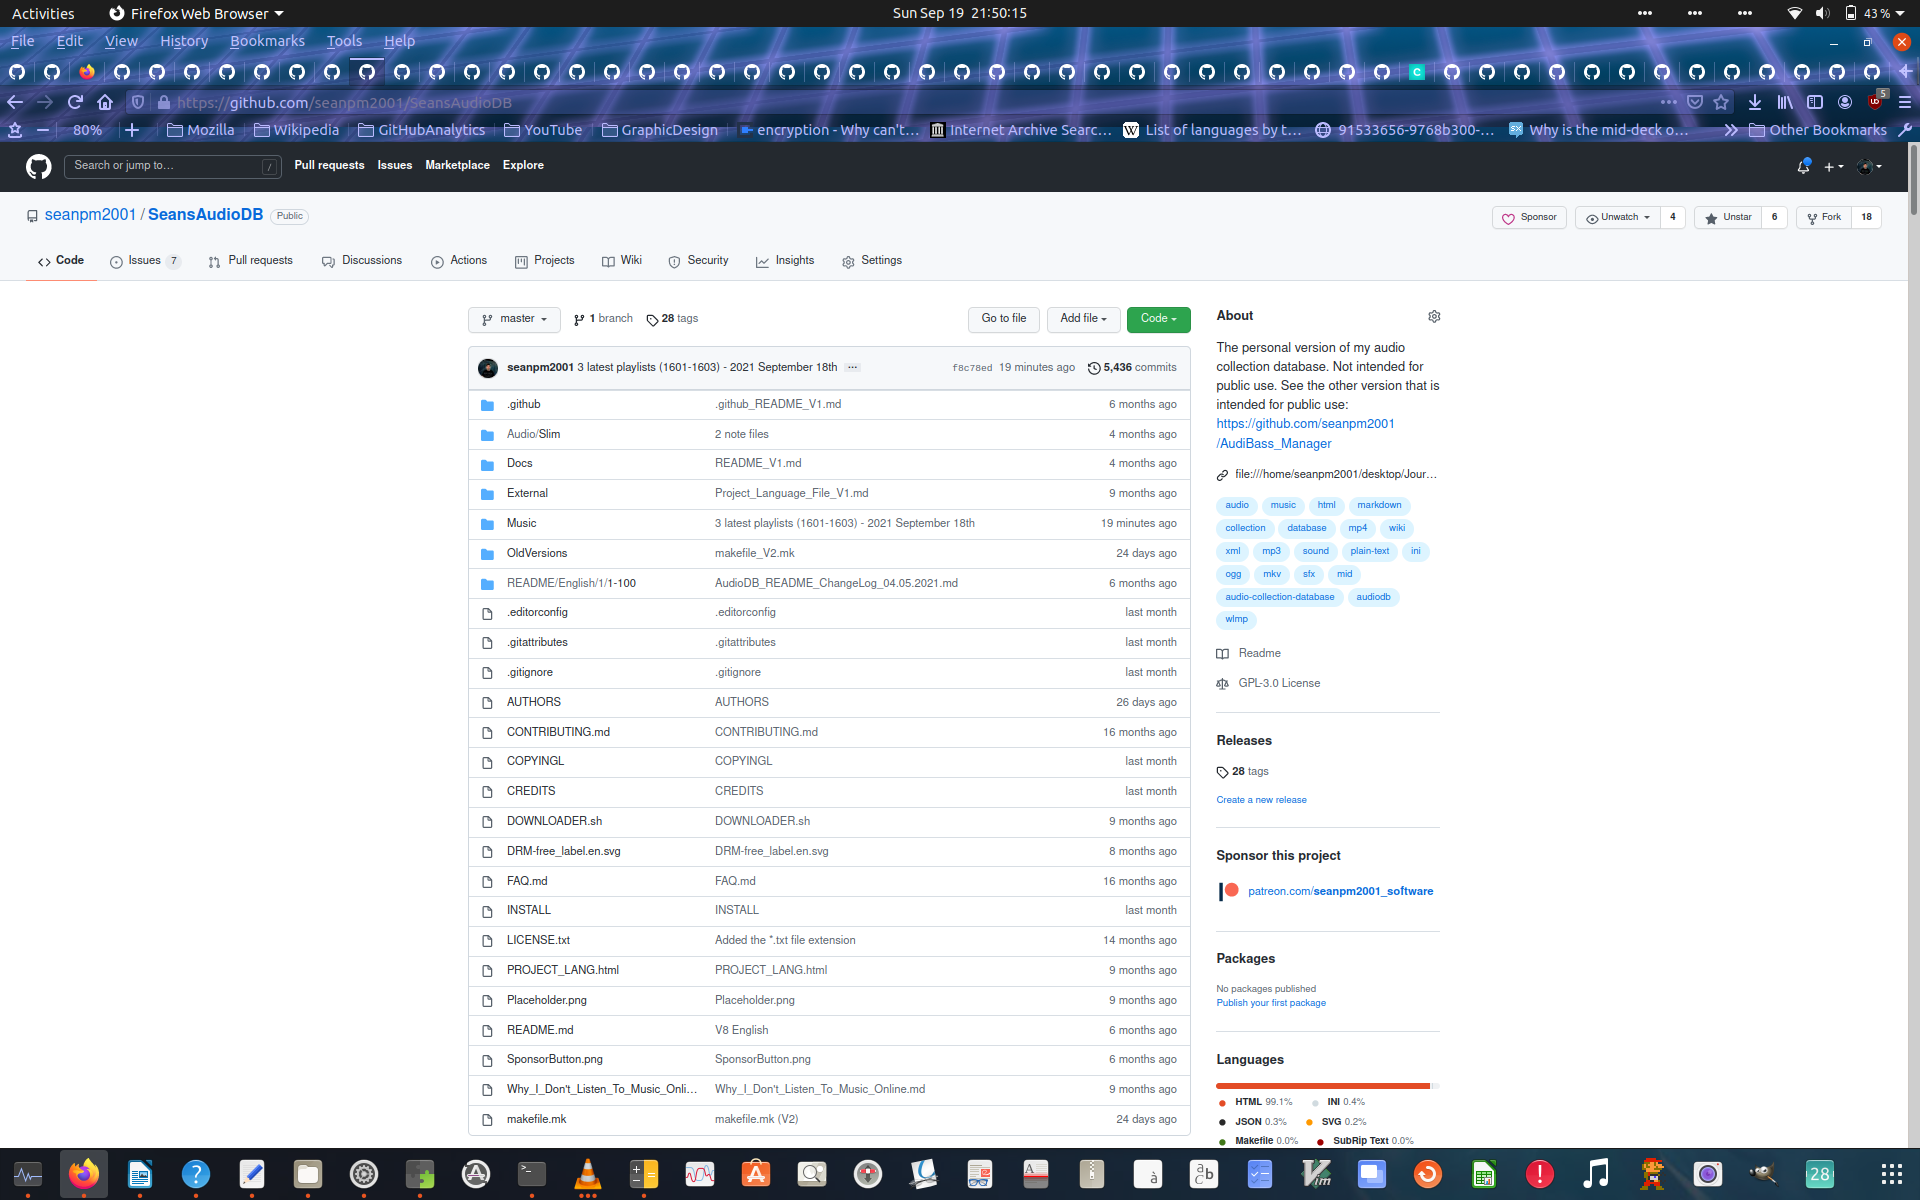 Activities Firefox Web Browser Sun Sep 19 21:50:15 43 %
File Edit View History Bookmarks Tools Help
https://github.com/seanpm2001/SeansAudioDB 5
80% Mozilla Wikipedia GitHubAnalytics YouTube GraphicDesign encryption - Why can't… Internet Archive Searc… List of languages by t… 91533656-9768b300-… Why is the mid-deck o… Other Bookmarks
Search or jump to… / Pull requests Issues Marketplace Explore
seanpm2001 / SeansAudioDB Public Sponsor Unwatch 4 Unstar 6 Fork 18
Code Issues 7 Pull requests Discussions Actions Projects Wiki Security Insights Settings
master 1 branch 28 tags Go to file Add file Code
seanpm2001 3 latest playlists (1601-1603) - 2021 September 18th … f8c78ed 19 minutes ago 5,436 commits
.github .github_README_V1.md 6 months ago
Audio/Slim 2 note files 4 months ago
Docs README_V1.md 4 months ago
External Project_Language_File_V1.md 9 months ago
Music 3 latest playlists (1601-1603) - 2021 September 18th 19 minutes ago
OldVersions makefile_V2.mk 24 days ago
README/English/1/1-100 AudioDB_README_ChangeLog_04.05.2021.md 6 months ago
.editorconfig .editorconfig last month
.gitattributes .gitattributes last month
.gitignore .gitignore last month
AUTHORS AUTHORS 26 days ago
CONTRIBUTING.md CONTRIBUTING.md 16 months ago
COPYINGL COPYINGL last month
CREDITS CREDITS last month
DOWNLOADER.sh DOWNLOADER.sh 9 months ago
DRM-free_label.en.svg DRM-free_label.en.svg 8 months ago
FAQ.md FAQ.md 16 months ago
INSTALL INSTALL last month
LICENSE.txt Added the *.txt file extension 14 months ago
PROJECT_LANG.html PROJECT_LANG.html 9 months ago
Placeholder.png Placeholder.png 9 months ago
README.md V8 English 6 months ago
SponsorButton.png SponsorButton.png 6 months ago
Why_I_Don't_Listen_To_Music_Onli… Why_I_Don't_Listen_To_Music_Online.md 9 months ago
makefile.mk makefile.mk (V2) 24 days ago
About
The personal version of my audio
collection database. Not intended for
public use. See the other version that is
intended for public use:
https://github.com/seanpm2001
/AudiBass_Manager
file:///home/seanpm2001/desktop/Jour…
audio music html markdown
collection database mp4 wiki
xml mp3 sound plain-text ini
ogg mkv sfx mid
audio-collection-database audiodb
wlmp
Readme
GPL-3.0 License
Releases
28 tags
Create a new release
Sponsor this project
patreon.com/seanpm2001_software
Packages
No packages published
Publish your first package
Languages
HTML 99.1% INI 0.4%
JSON 0.3% SVG 0.2%
Makefile 0.0% SubRip Text 0.0%
28